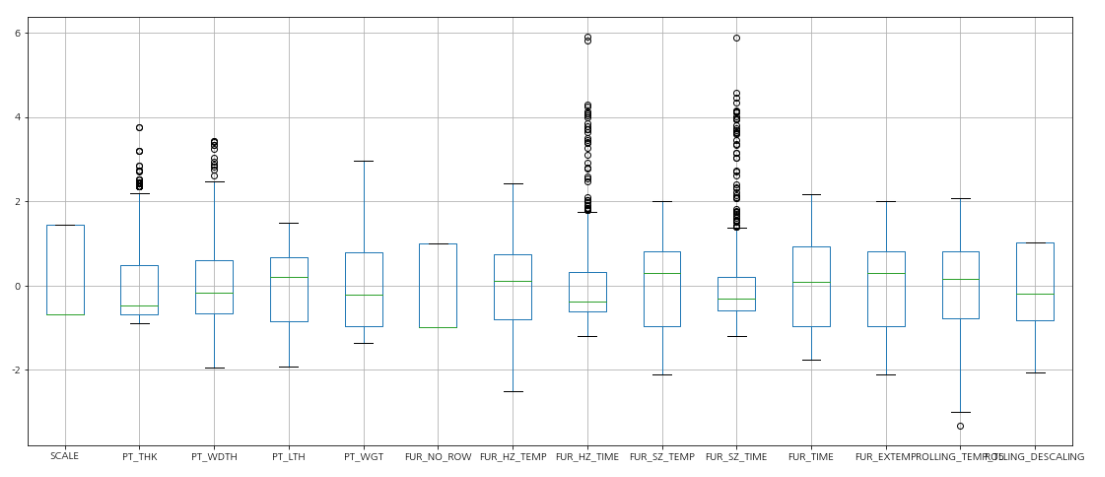 6
4
2
0
-2
SCALE
PT_THK
PT_WDTH
PT_LTH
PT_WGT
FUR_NO_ROW
FUR_HZ_TEMP
FUR_HZ_TIME
FUR_SZ_TEMP
FUR_SZ_TIME
FUR_TIME
FUR_EXTEMP
ROLLING_TEMP_T5
ROLLING_DESCALING